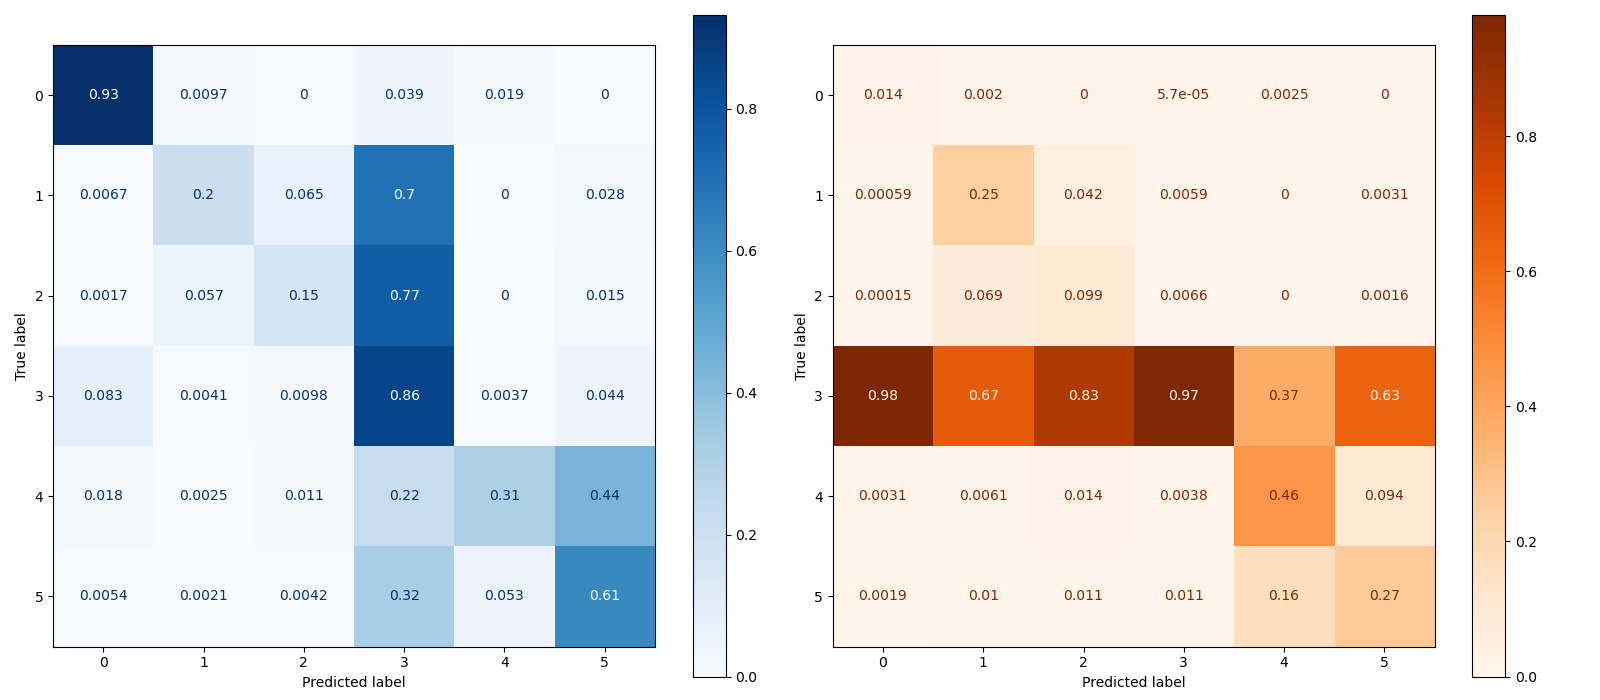 0 0.93 0.0097 0 0.039 0.019 0
1 0.0067 0.2 0.065 0.7 0 0.028
2 0.0017 0.057 0.15 0.77 0 0.015
3 0.083 0.0041 0.0098 0.86 0.0037 0.044
4 0.018 0.0025 0.011 0.22 0.31 0.44
5 0.0054 0.0021 0.0042 0.32 0.053 0.61
0 1 2 3 4 5
True label
Predicted label
0.8
0.6
0.4
0.2
0.0
0 0.014 0.002 0 5.7e-05 0.0025 0
1 0.00059 0.25 0.042 0.0059 0 0.0031
2 0.00015 0.069 0.099 0.0066 0 0.0016
3 0.98 0.67 0.83 0.97 0.37 0.63
4 0.0031 0.0061 0.014 0.0038 0.46 0.094
5 0.0019 0.01 0.011 0.011 0.16 0.27
0 1 2 3 4 5
True label
Predicted label
0.8
0.6
0.4
0.2
0.0